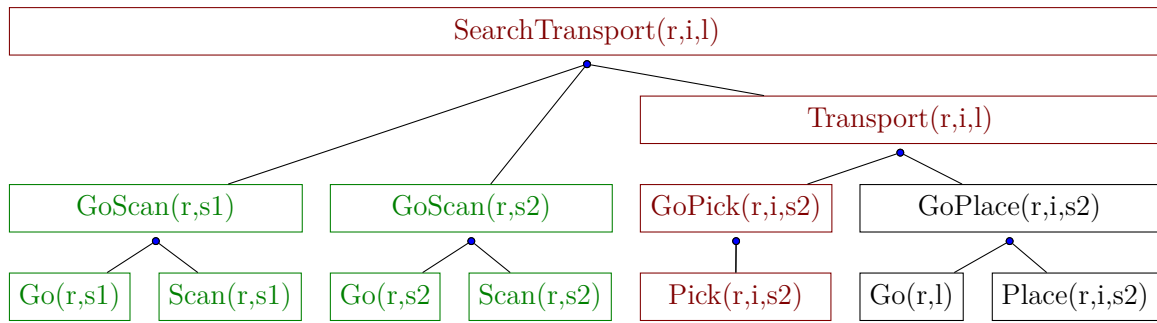 SearchTransport(r,i,l)
Transport(r,i,l)
GoScan(r,s1)
GoScan(r,s2)
GoPick(r,i,s2)
GoPlace(r,i,s2)
Go(r,s1)
Scan(r,s1)
Go(r,s2
Scan(r,s2)
Pick(r,i,s2)
Go(r,l)
Place(r,i,s2)